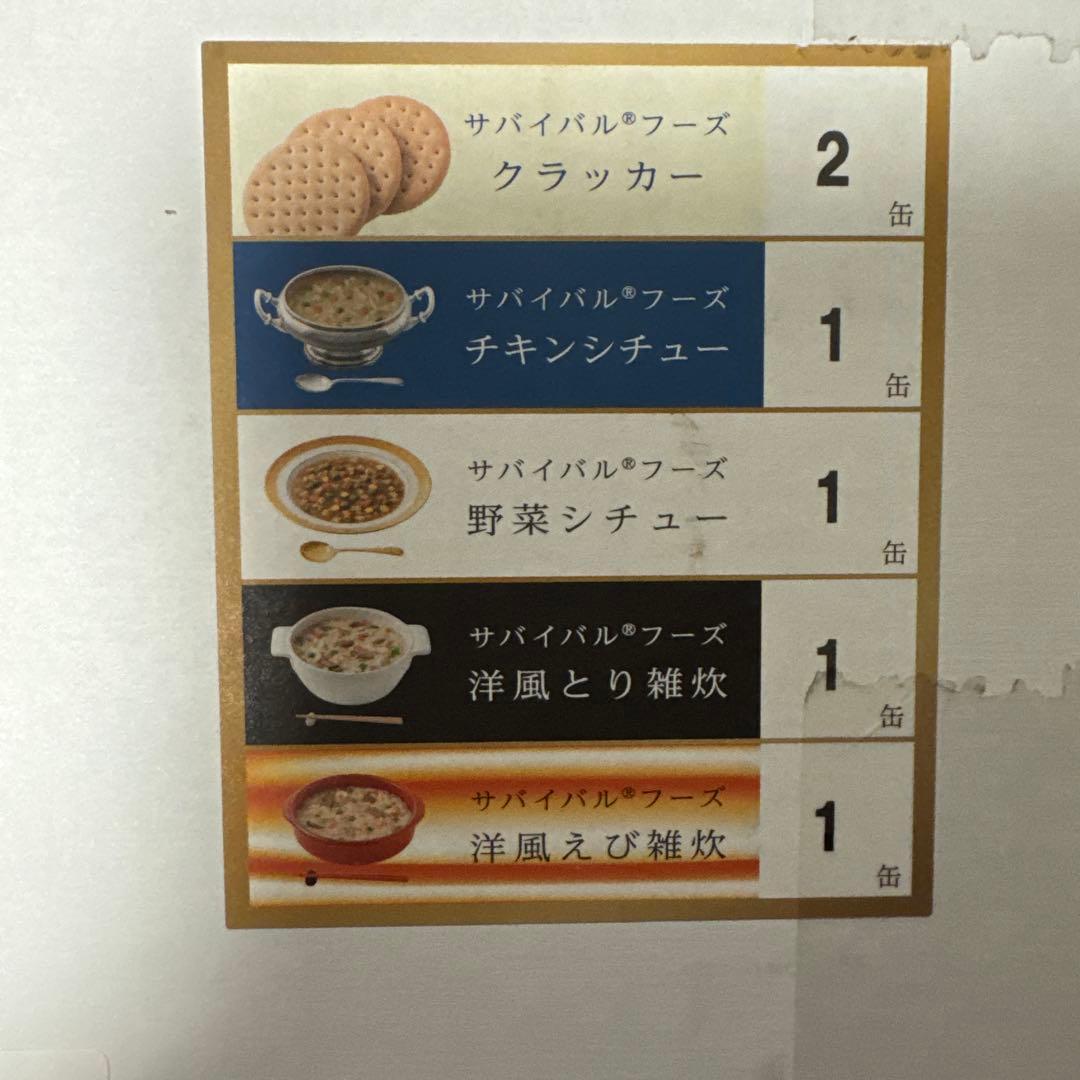 サバイバル®フーズ
クラッカー
2
缶
サバイバル®フーズ
チキンシチュー
1
缶
サバイバル®フーズ
野菜シチュー
1
缶
サバイバル®フーズ
洋風とり雑炊
1
缶
サバイバル®フーズ
洋風えび雑炊
1
缶